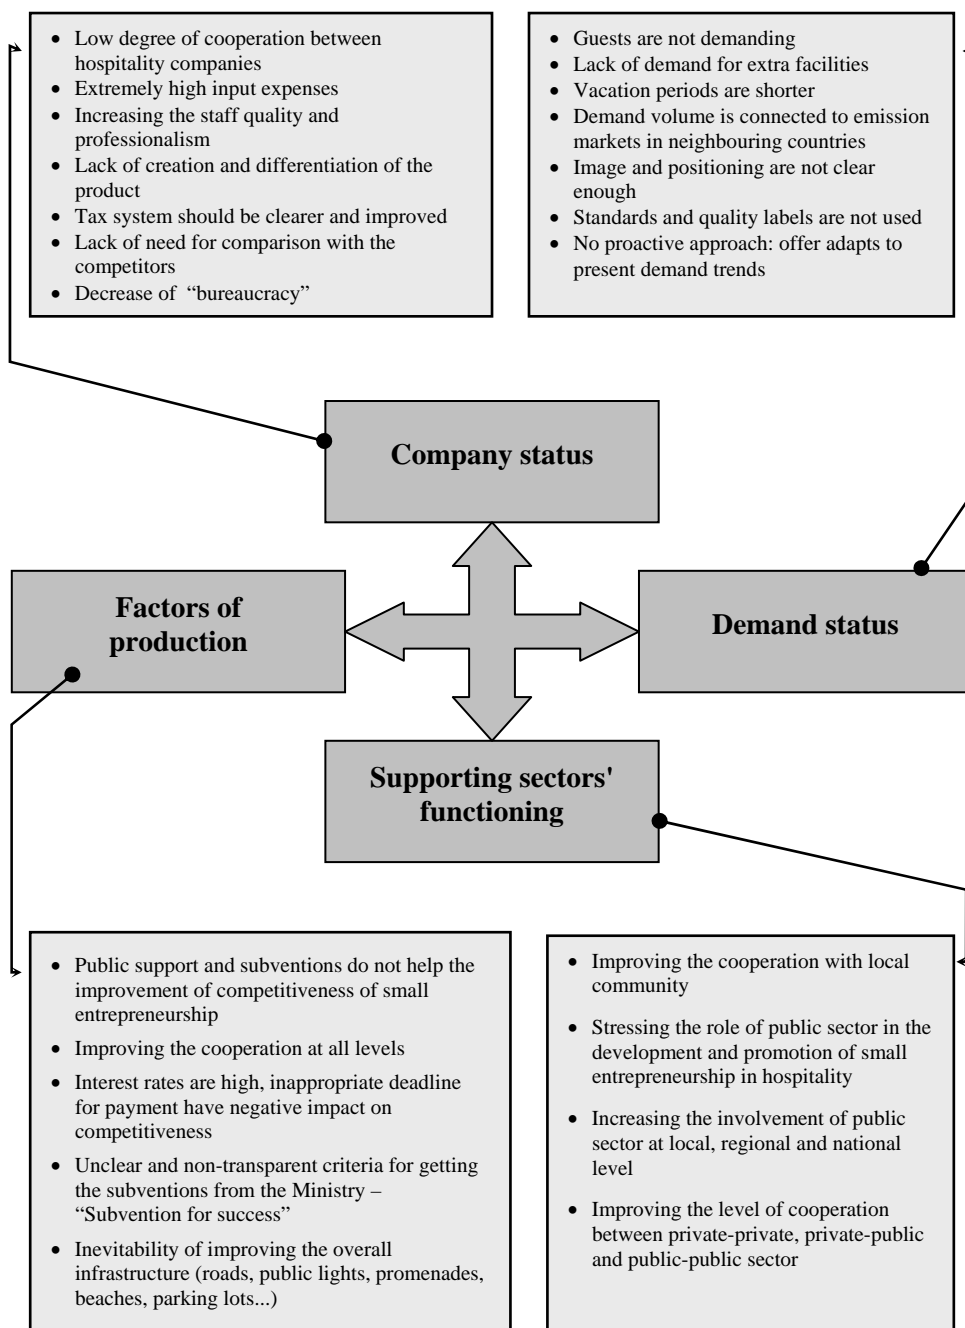 • Low degree of cooperation between
hospitality companies
• Extremely high input expenses
• Increasing the staff quality and
professionalism
• Lack of creation and differentiation of the
product
• Tax system should be clearer and improved
• Lack of need for comparison with the
competitors
• Decrease of “bureaucracy”
• Guests are not demanding
• Lack of demand for extra facilities
• Vacation periods are shorter
• Demand volume is connected to emission
markets in neighbouring countries
• Image and positioning are not clear
enough
• Standards and quality labels are not used
• No proactive approach: offer adapts to
present demand trends
Company status
Factors of
production
Demand status
Supporting sectors'
functioning
• Public support and subventions do not help the
improvement of competitiveness of small
entrepreneurship
• Improving the cooperation at all levels
• Interest rates are high, inappropriate deadline
for payment have negative impact on
competitiveness
• Unclear and non-transparent criteria for getting
the subventions from the Ministry –
“Subvention for success”
• Inevitability of improving the overall
infrastructure (roads, public lights, promenades,
beaches, parking lots...)
• Improving the cooperation with local
community
• Stressing the role of public sector in the
development and promotion of small
entrepreneurship in hospitality
• Increasing the involvement of public
sector at local, regional and national
level
• Improving the level of cooperation
between private-private, private-public
and public-public sector